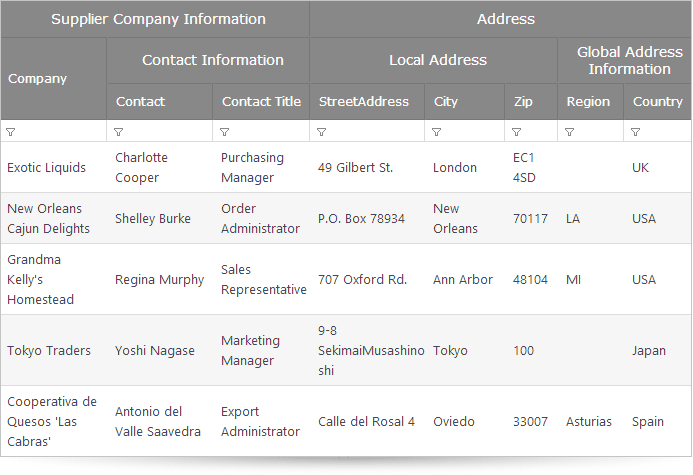 Supplier Company Information Address
Company Contact Information Local Address Global Address
Information
Contact Contact Title StreetAddress City Zip Region Country
Exotic Liquids Charlotte
Cooper Purchasing
Manager 49 Gilbert St. London EC1
4SD UK
New Orleans
Cajun Delights Shelley Burke Order
Administrator P.O. Box 78934 New
Orleans 70117 LA USA
Grandma
Kelly's
Homestead Regina Murphy Sales
Representative 707 Oxford Rd. Ann Arbor 48104 MI USA
Tokyo Traders Yoshi Nagase Marketing
Manager 9-8
SekimaiMusashino
shi Tokyo 100 Japan
Cooperativa de
Quesos 'Las
Cabras' Antonio del
Valle Saavedra Export
Administrator Calle del Rosal 4 Oviedo 33007 Asturias Spain